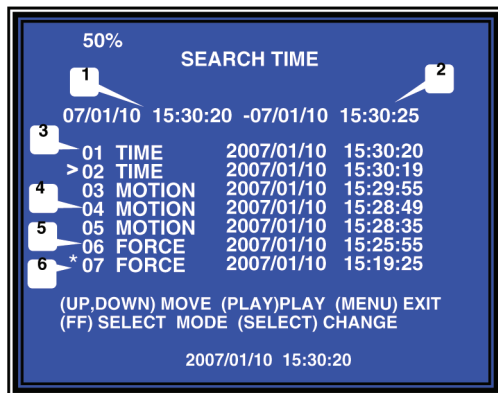 50%
SEARCH TIME
1
2
07/01/10 15:30:20 -07/01/10 15:30:25
3
01 TIME 2007/01/10 15:30:20
>02 TIME 2007/01/10 15:30:19
03 MOTION 2007/01/10 15:29:55
4
04 MOTION 2007/01/10 15:28:49
05 MOTION 2007/01/10 15:28:35
5
06 FORCE 2007/01/10 15:25:55
6
*07 FORCE 2007/01/10 15:19:25
(UP,DOWN) MOVE (PLAY)PLAY (MENU) EXIT
(FF) SELECT MODE (SELECT) CHANGE
2007/01/10 15:30:20